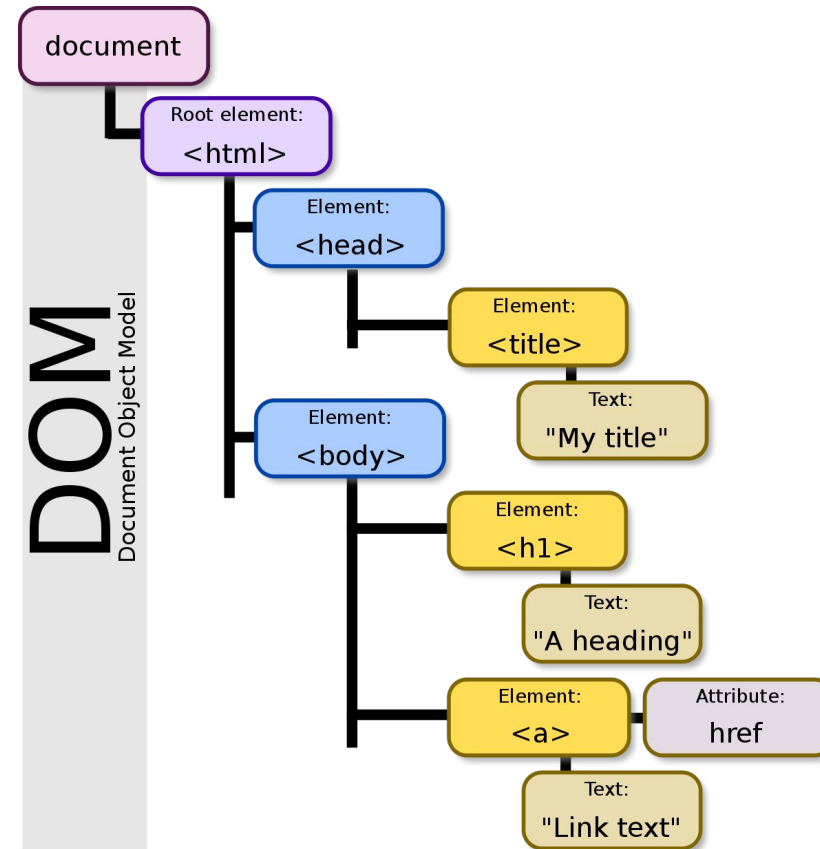 document
Root element:
<html>
Element:
<head>
Element:
<title>
Text:
"My title"
Element:
<body>
Element:
<h1>
Text:
"A heading"
Element:
<a>
Attribute:
href
Text:
"Link text"
DOM
Document Object Model